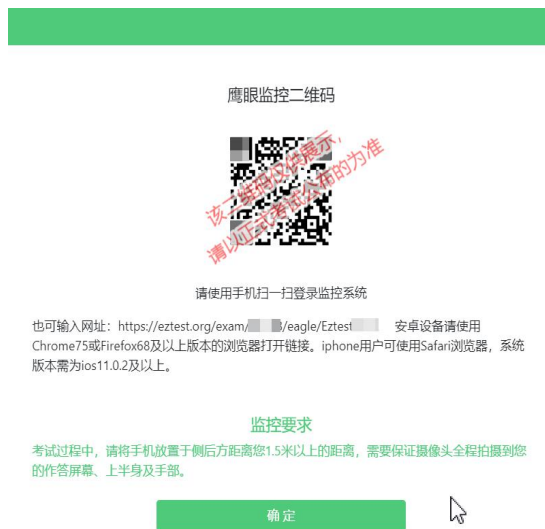 鹰眼监控二维码
该二维码仅供展示，
请以正式考试公布的为准
请使用手机扫一扫登录监控系统
也可输入网址：https://eztest.org/exam/ /eagle/Eztest 安卓设备请使用
Chrome75或Firefox68及以上版本的浏览器打开链接。iphone用户可使用Safari浏览器，系统
版本需为ios11.0.2及以上。
监控要求
考试过程中，请将手机放置于侧后方距离您1.5米以上的距离，需要保证摄像头全程拍摄到您
的作答屏幕、上半身及手部。
确定